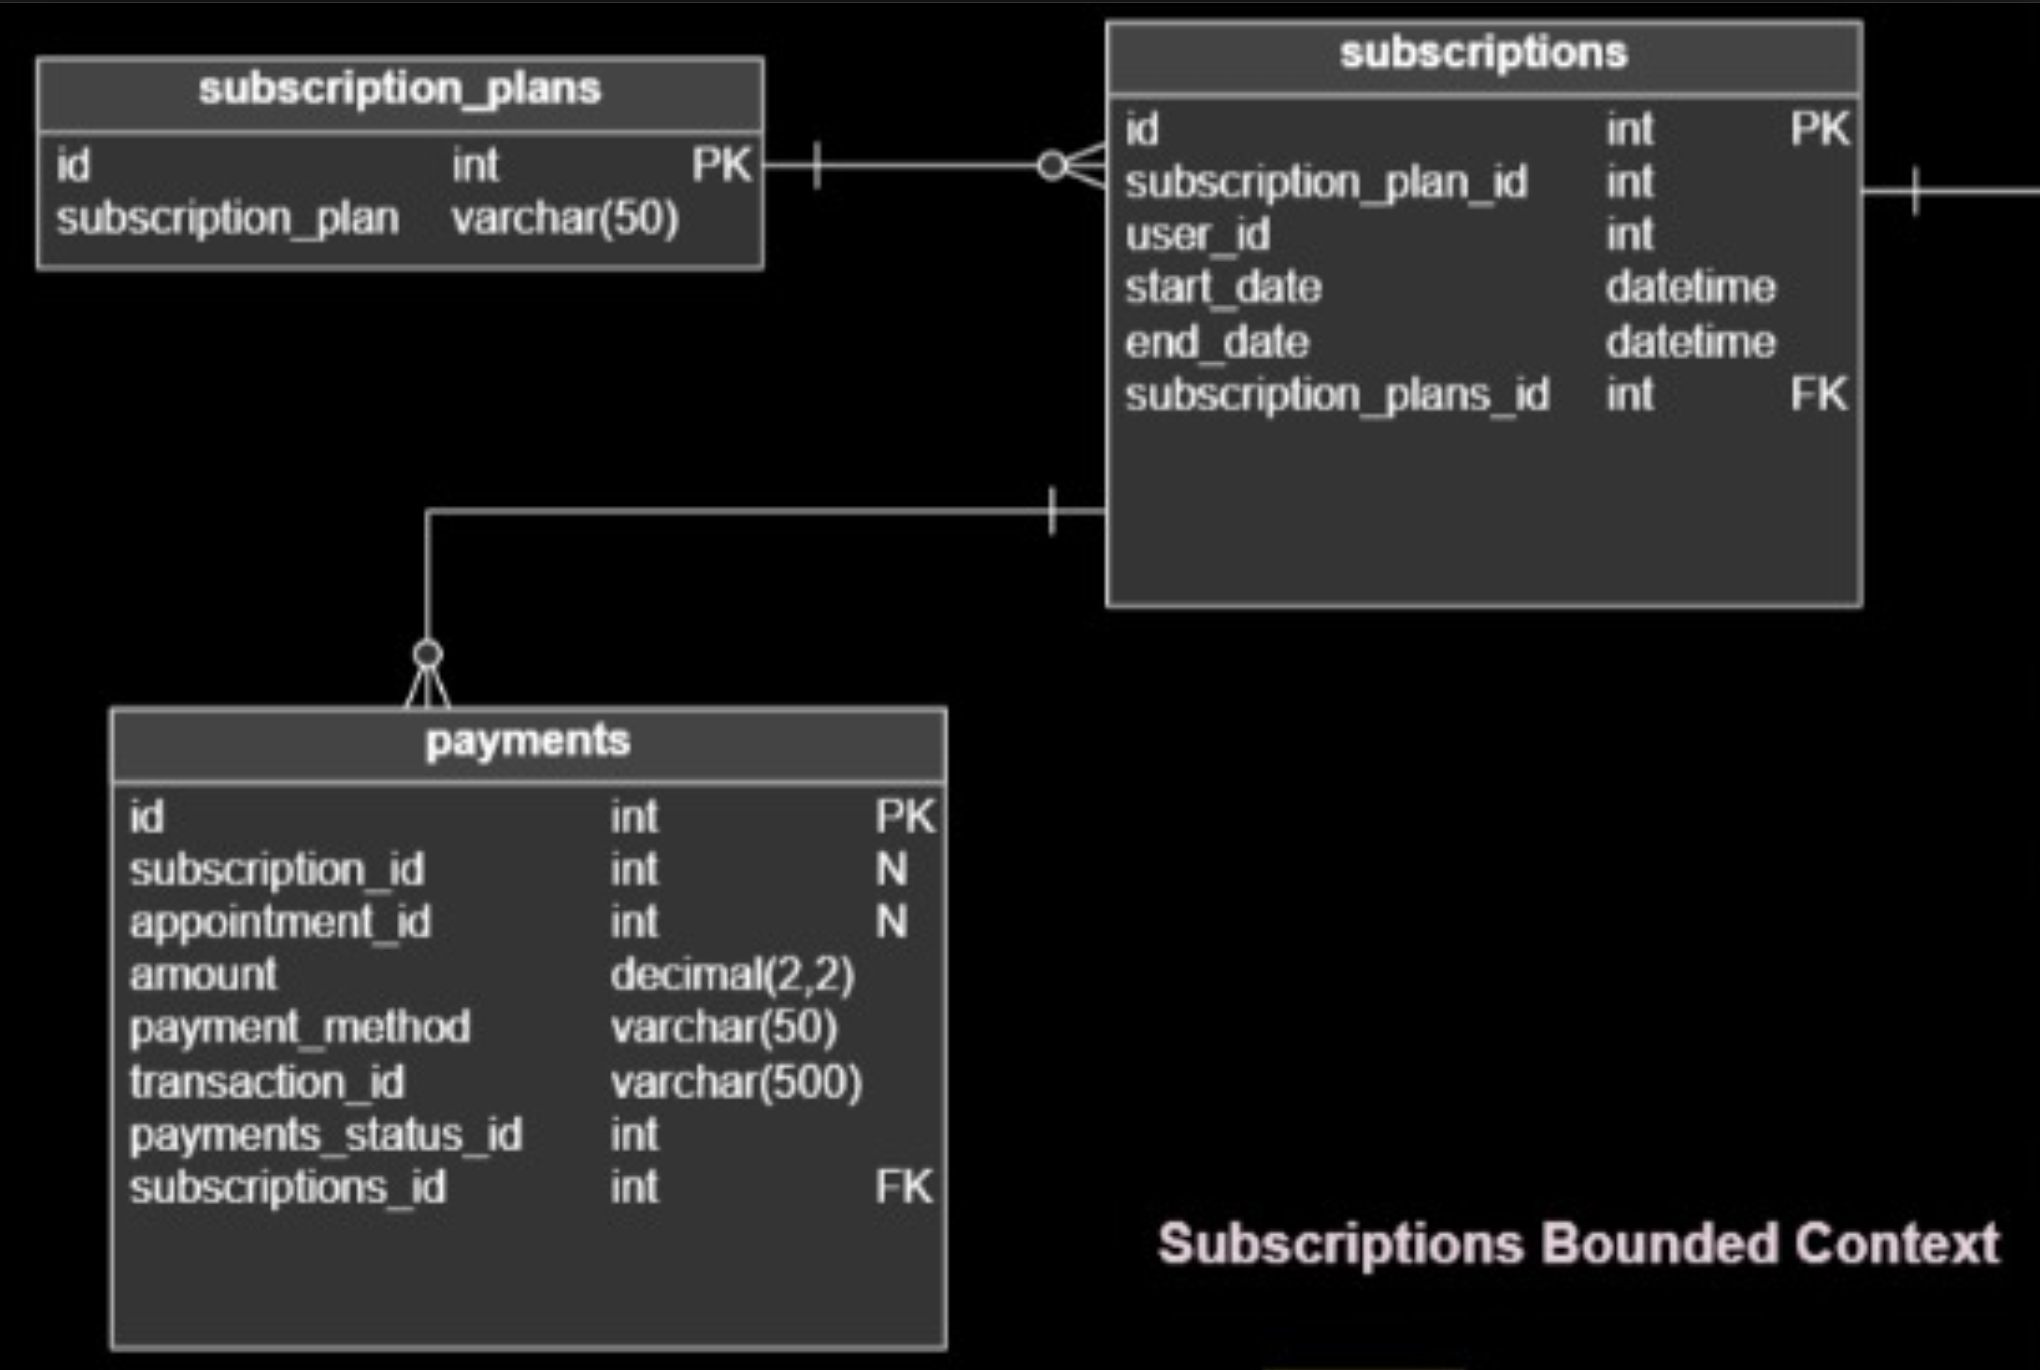 subscription_plans
id int PK
subscription_plan varchar(50)
subscriptions
id int PK
subscription_plan_id int
user_id int
start_date datetime
end_date datetime
subscription_plans_id int FK
payments
id int PK
subscription_id int N
appointment_id int N
amount decimal(2,2)
payment_method varchar(50)
transaction_id varchar(500)
payments_status_id int
subscriptions_id int FK
Subscriptions Bounded Context